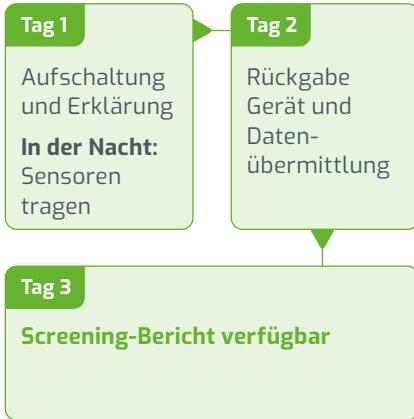 Tag 1
Aufschaltung
und Erklärung
In der Nacht:
Sensoren
tragen
Tag 2
Rückgabe
Gerät und
Daten-
übermittlung
Tag 3
Screening-Bericht verfügbar